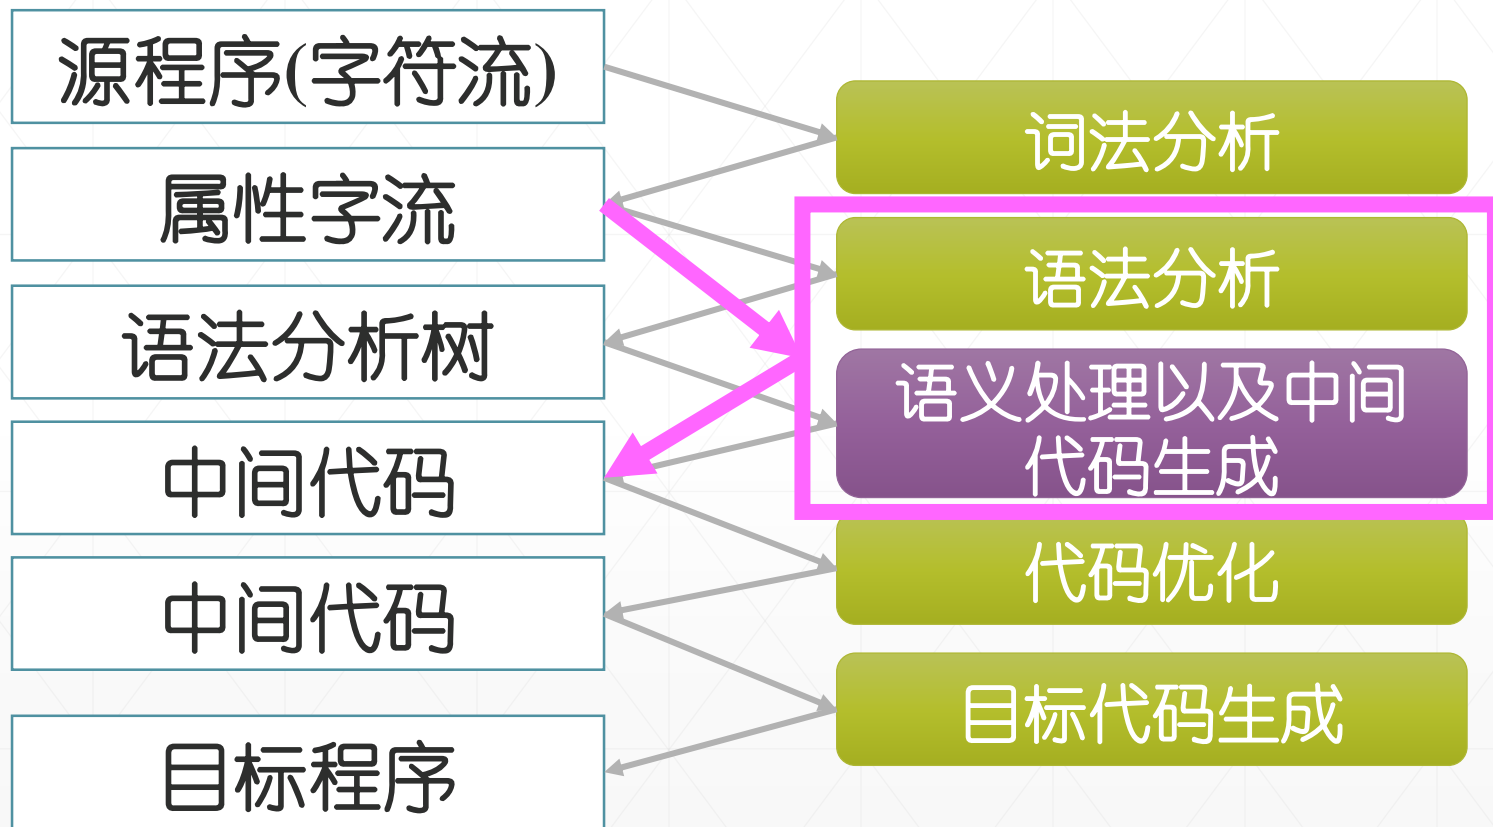 源程序(字符流)
属性字流
语法分析树
中间代码
中间代码
目标程序
词法分析
语法分析
语义处理以及中间
代码生成
代码优化
目标代码生成